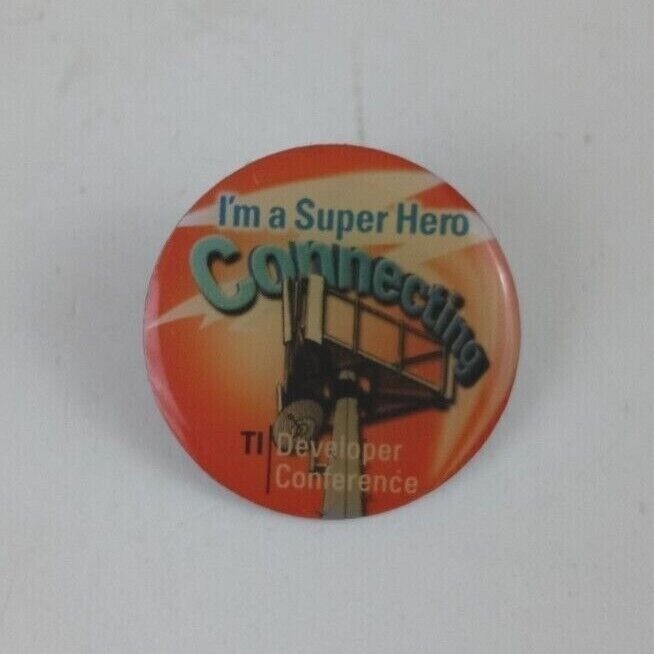 I'm a Super Hero
Connecting
TI Developer
Conference